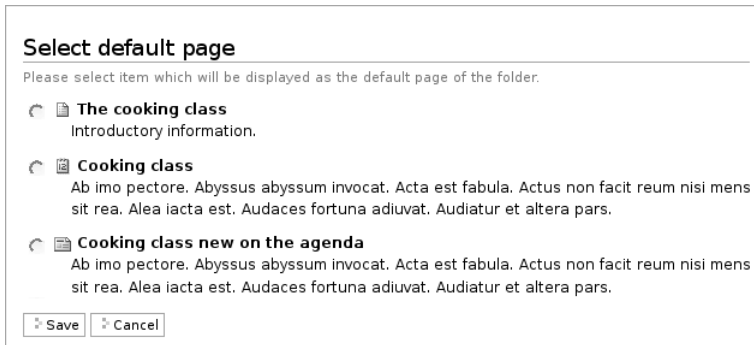 Select default page
Please select item which will be displayed as the default page of the folder.
The cooking class
Introductory information.
Cooking class
Ab imo pectore. Abyssus abyssum invocat. Acta est fabula. Actus non facit reum nisi mens
sit rea. Alea iacta est. Audaces fortuna adiuvat. Audiatur et altera pars.
Cooking class new on the agenda
Ab imo pectore. Abyssus abyssum invocat. Acta est fabula. Actus non facit reum nisi mens
sit rea. Alea iacta est. Audaces fortuna adiuvat. Audiatur et altera pars.
Save Cancel